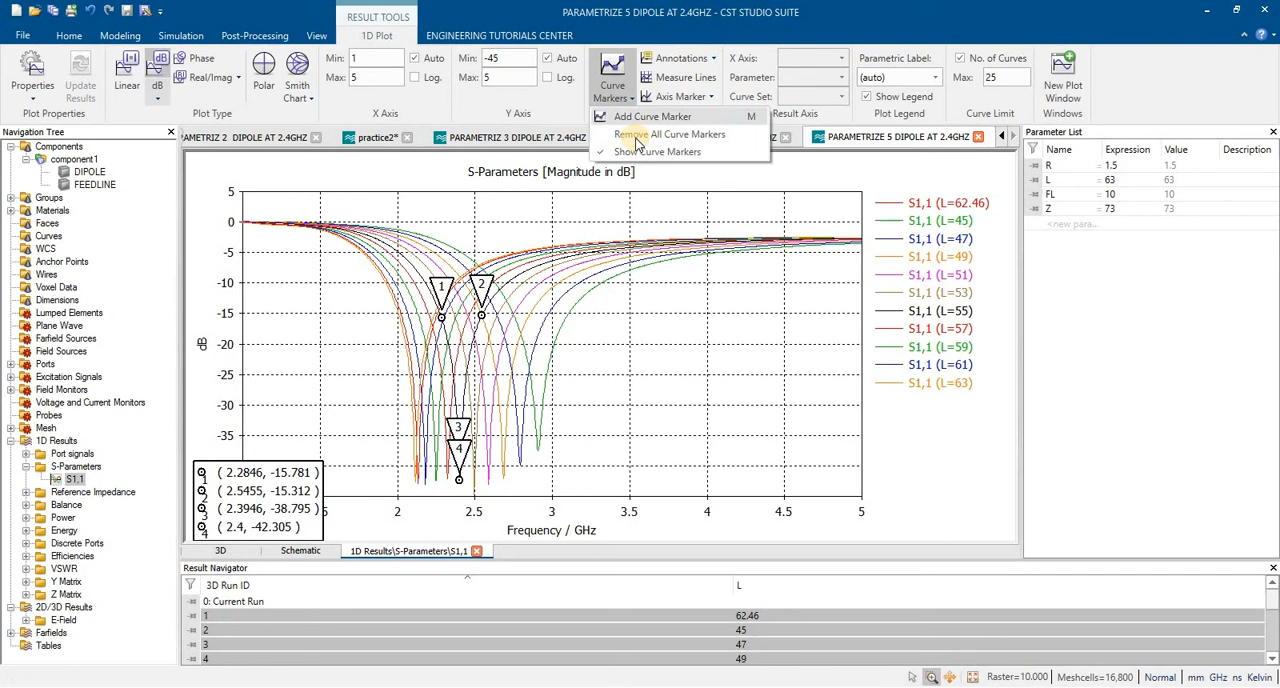 PARAMETRIZE 5 DIPOLE AT 2.4GHZ - CST STUDIO SUITE
RESULT TOOLS
File Home Modeling Simulation Post-Processing View 1D Plot ENGINEERING TUTORIALS CENTER
Properties
Update Results
Plot Properties
Linear
dB
Phase
Real/Imag
Plot Type
Polar
Smith Chart
Min: 1 Auto
Max: 5 Log.
X Axis
Min: -45 Auto
Max: 5 Log.
Y Axis
Curve Markers
Annotations
Measure Lines
Axis Marker
X Axis:
Parameter:
Curve Set:
Result Axis
Parametric Label:
(auto)
Show Legend
Plot Legend
No. of Curves
Max: 25
Curve Limit
New Plot Window
Window
Add Curve Marker M
Remove All Curve Markers
Show Curve Markers
Navigation Tree
AMETRIZ 2 DIPOLE AT 2.4GHZ
practice2*
PARAMETRIZE 3 DIPOLE AT 2.4GHZ
PARAMETRIZE 5 DIPOLE AT 2.4GHZ
Components
component1
DIPOLE
FEEDLINE
Groups
Materials
Faces
Curves
WCS
Anchor Points
Wires
Voxel Data
Dimensions
Lumped Elements
Plane Wave
Farfield Sources
Field Sources
Ports
Excitation Signals
Field Monitors
Voltage and Current Monitors
Probes
Mesh
1D Results
Port signals
S-Parameters
S1,1
Reference Impedance
Balance
Power
Energy
Discrete Ports
Efficiencies
VSWR
Y Matrix
Z Matrix
2D/3D Results
E-Field
Farfields
Tables
S-Parameters [Magnitude in dB]
5
0
-5
-10
-15
-20
-25
-30
-35
dB
1
2
3
4
2 2.5 3 3.5 4 4.5 5
Frequency / GHz
1 ( 2.2846, -15.781 )
2 ( 2.5455, -15.312 )
3 ( 2.3946, -38.795 )
4 ( 2.4, -42.305 )
S1,1 (L=62.46)
S1,1 (L=45)
S1,1 (L=47)
S1,1 (L=49)
S1,1 (L=51)
S1,1 (L=53)
S1,1 (L=55)
S1,1 (L=57)
S1,1 (L=59)
S1,1 (L=61)
S1,1 (L=63)
3D Schematic 1D Results\S-Parameters\S1,1
Result Navigator
3D Run ID L
0: Current Run
1 62.46
2 45
3 47
4 49
Parameter List
Name Expression Value Description
R = 1.5 1.5
L = 63 63
FL = 10 10
Z = 73 73
<new para...
Raster=10.000 Meshcells=16,800 Normal mm GHz ns Kelvin